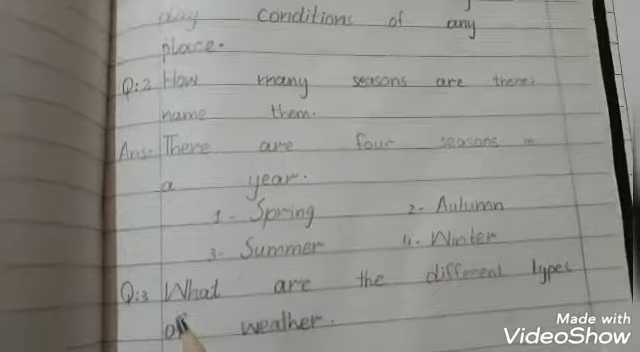 day conditions of any
place.
Q:2 How many seasons are there,
name them.
Ans. There are four seasons in
a year.
1- Spring 2- Autumn
3- Summer 4- Winter
Q:3 What are the different types
of weather.
Made with
VideoShow